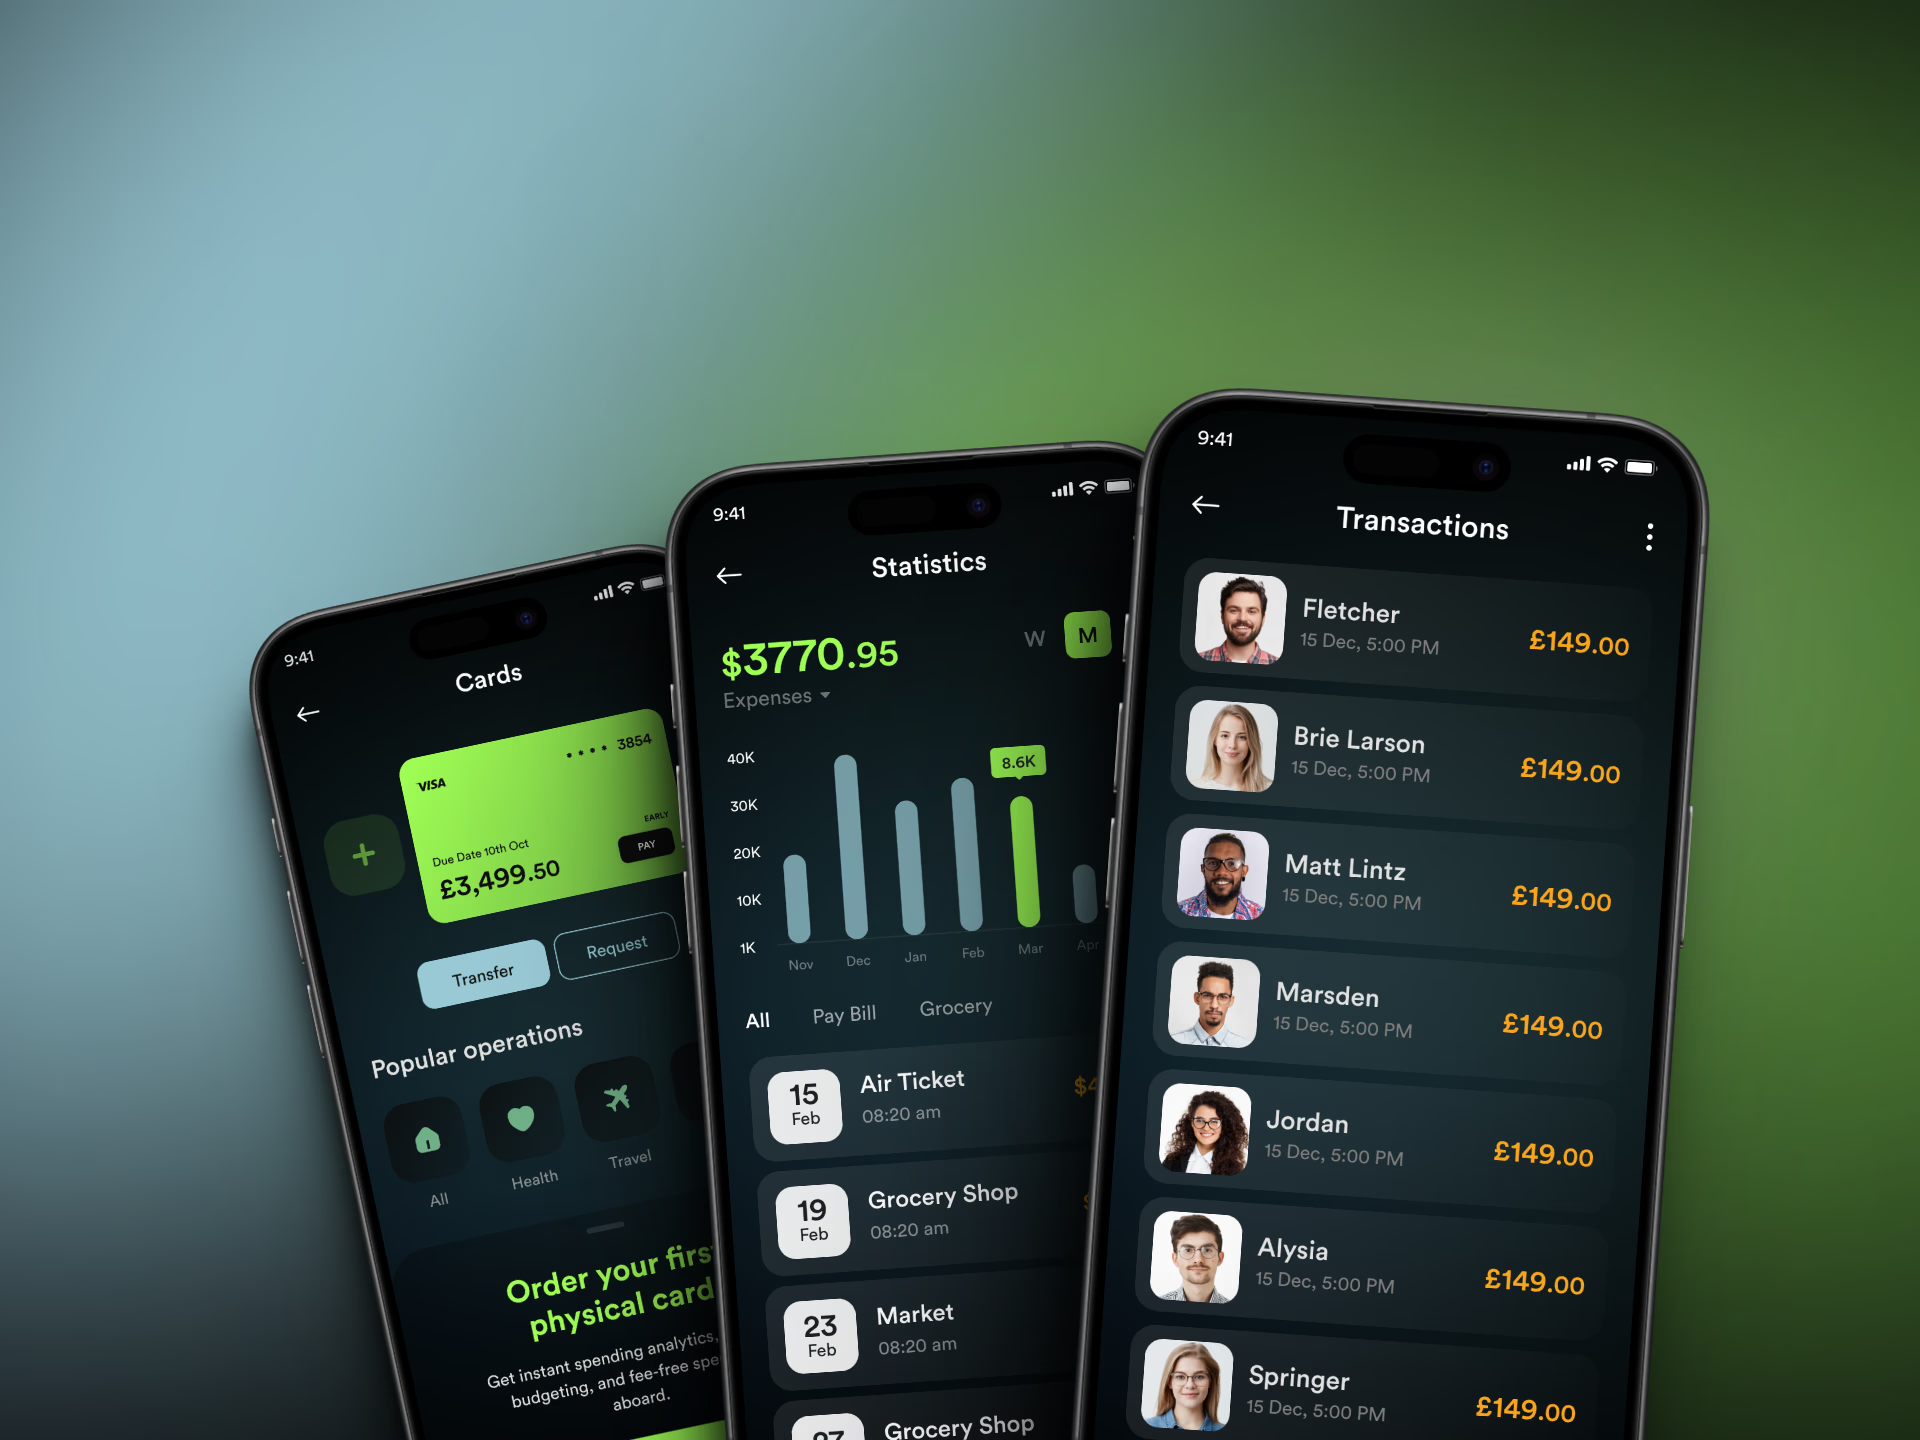 9:41
Cards
VISA
3854
EARLY
Due Date 10th Oct
£3,499.50
PAY
Transfer
Request
Popular operations
All
Health
Travel
Order your first
physical card
Get instant spending analytics,
budgeting, and fee-free
aboard.
9:41
Statistics
$3770.95
W
M
Expenses
40K
30K
20K
10K
1K
8.6K
Nov
Dec
Jan
Feb
Mar
Apr
All
Pay Bill
Grocery
15
Feb
Air Ticket
08:20 am
19
Feb
Grocery Shop
08:20 am
23
Feb
Market
08:20 am
Grocery Shop
9:41
Transactions
Fletcher
15 Dec, 5:00 PM
£149.00
Brie Larson
15 Dec, 5:00 PM
£149.00
Matt Lintz
15 Dec, 5:00 PM
£149.00
Marsden
15 Dec, 5:00 PM
£149.00
Jordan
15 Dec, 5:00 PM
£149.00
Alysia
15 Dec, 5:00 PM
£149.00
Springer
15 Dec, 5:00 PM
£149.00